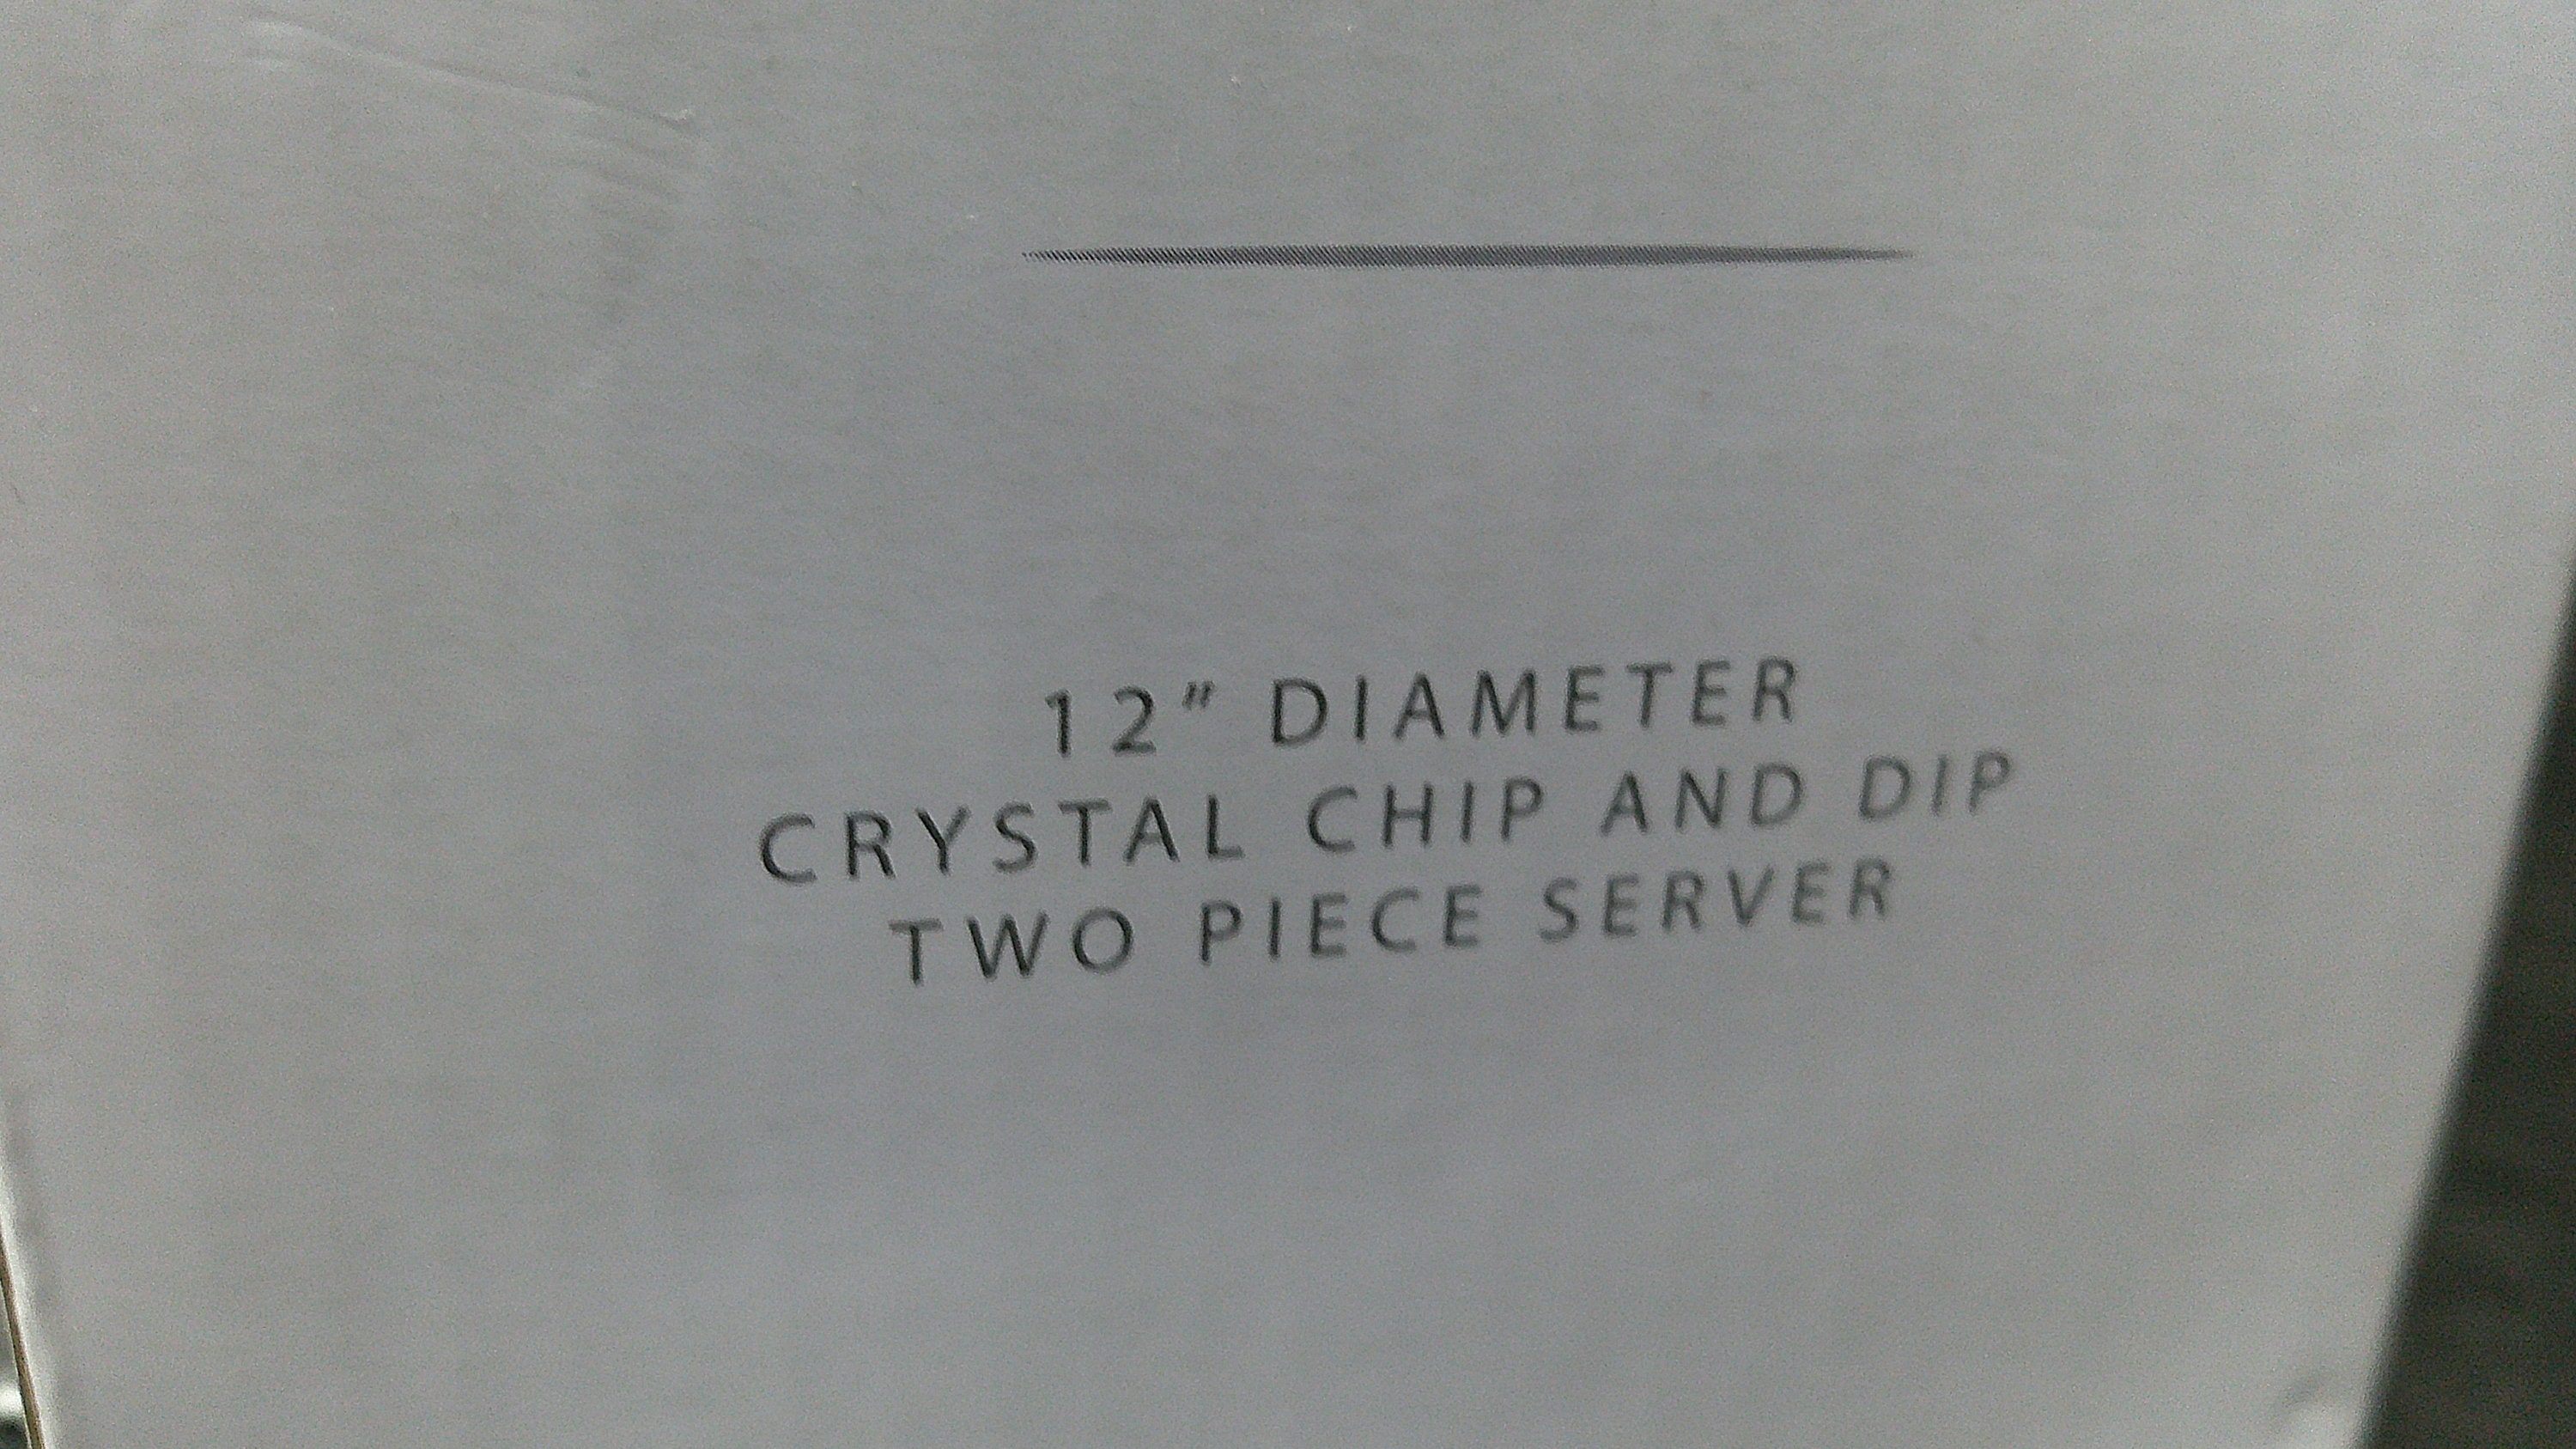 12" DIAMETER
CRYSTAL CHIP AND DIP
TWO PIECE SERVER